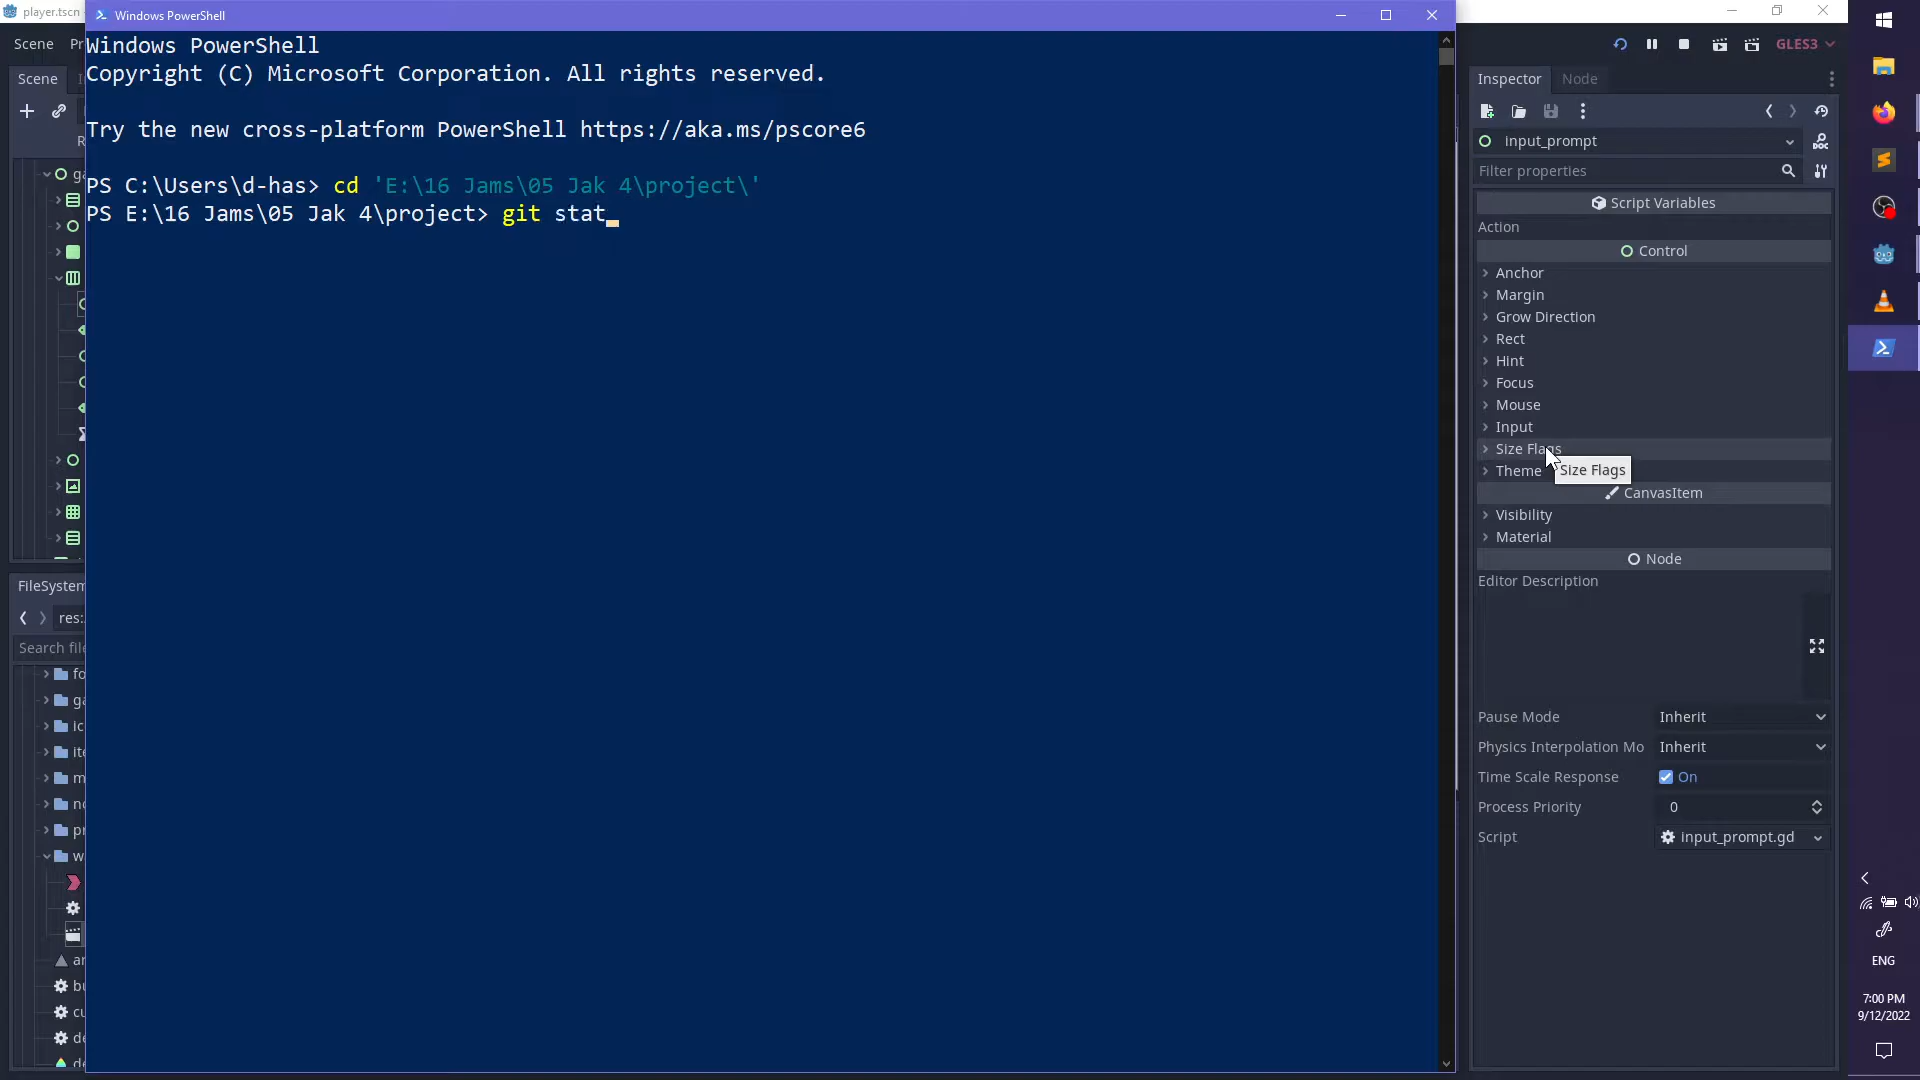 player.tscn
Windows PowerShell
Scene
GLES3
Windows PowerShell
Copyright (C) Microsoft Corporation. All rights reserved.
Try the new cross-platform PowerShell https://aka.ms/pscore6
PS C:\Users\d-has> cd 'E:\16 Jams\05 Jak 4\project\'
PS E:\16 Jams\05 Jak 4\project> git stat_
Scene
FileSystem
res:
Inspector
Node
input_prompt
DOC
Filter properties
Script Variables
Action
Control
Anchor
Margin
Grow Direction
Rect
Hint
Focus
Mouse
Input
Size Flags
Theme
Size Flags
CanvasItem
Visibility
Material
Node
Editor Description
Pause Mode Inherit
Physics Interpolation Mo Inherit
Time Scale Response On
Process Priority 0
Script input_prompt.gd
ENG
7:00 PM
9/12/2022